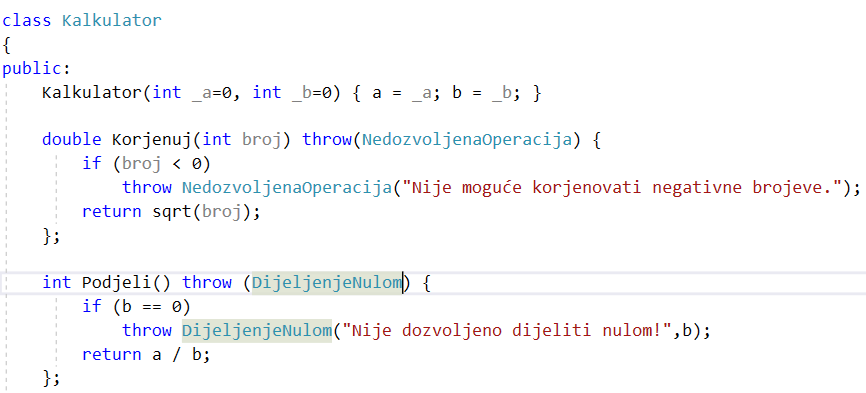 class Kalkulator
{
public:
    Kalkulator(int _a=0, int _b=0) { a = _a; b = _b; }
    double Korjenuj(int broj) throw(NedozvoljenaOperacija) {
        if (broj < 0)
            throw NedozvoljenaOperacija("Nije moguće korjenovati negativne brojeve.");
        return sqrt(broj);
    };
    int Podjeli() throw (DijeljenjeNulom) {
        if (b == 0)
            throw DijeljenjeNulom("Nije dozvoljeno dijeliti nulom!",b);
        return a / b;
    };